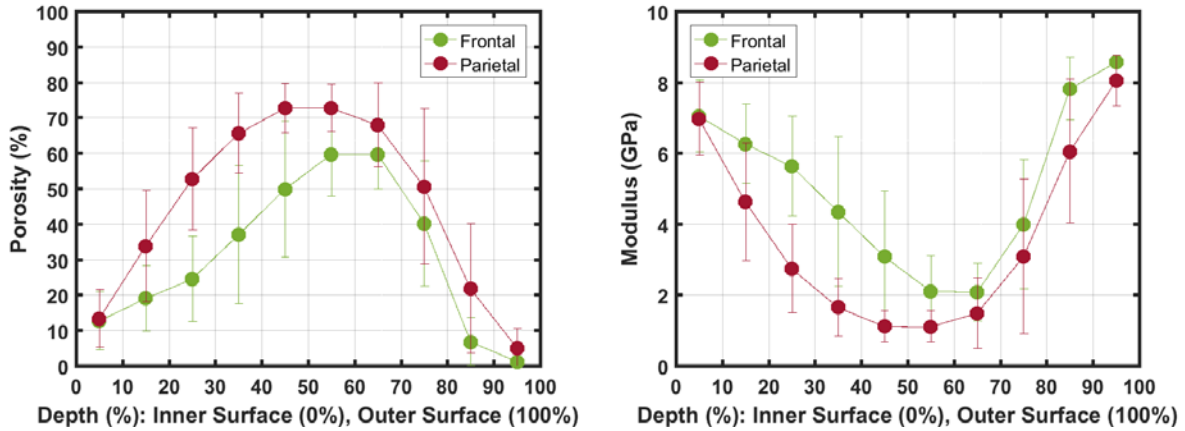 Porosity (%)
100
90
80
70
60
50
40
30
20
10
0
Frontal
Parietal
0 10 20 30 40 50 60 70 80 90 100
Depth (%): Inner Surface (0%), Outer Surface (100%)
Modulus (GPa)
10
8
6
4
2
0
Frontal
Parietal
0 10 20 30 40 50 60 70 80 90 100
Depth (%): Inner Surface (0%), Outer Surface (100%)